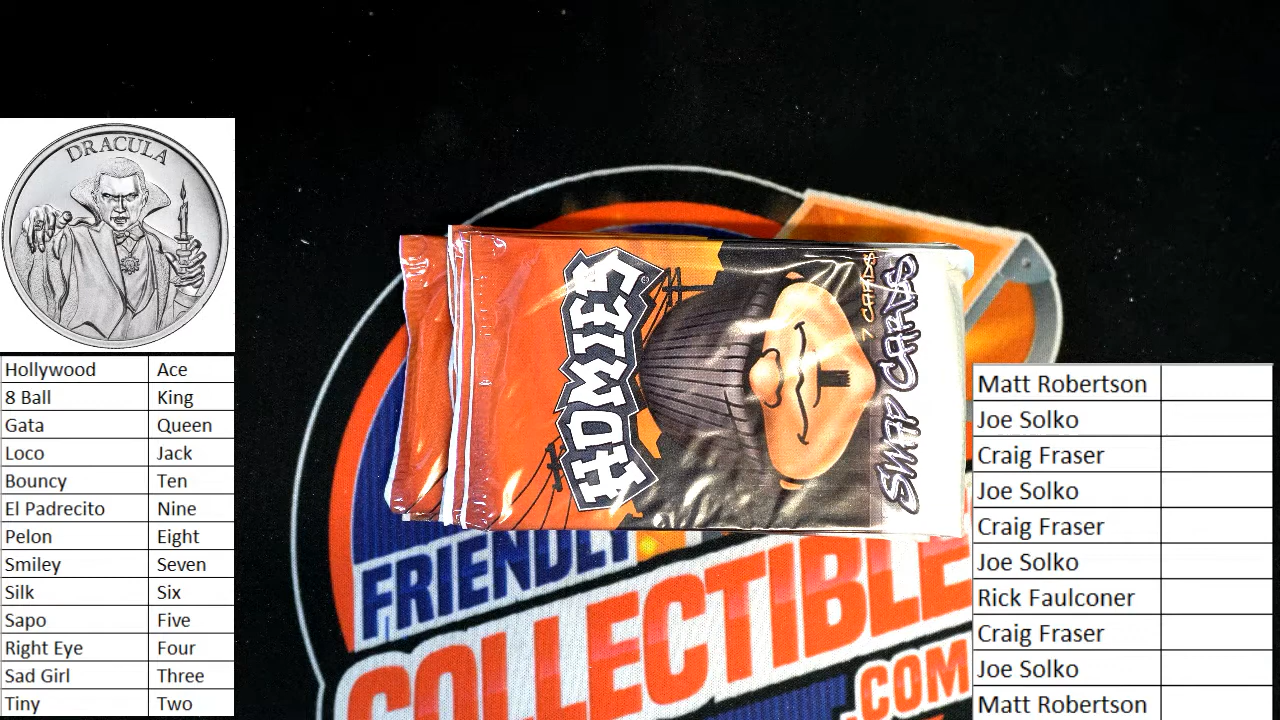 DRACULA
Hollywood Ace
8 Ball King
Gata Queen
Loco Jack
Bouncy Ten
El Padrecito Nine
Pelon Eight
Smiley Seven
Silk Six
Sapo Five
Right Eye Four
Sad Girl Three
Tiny Two
HOMIES
7 CARDS
SWAP CARDS
FRIENDLY
COLLECTIBLE
.COM
Matt Robertson
Joe Solko
Craig Fraser
Joe Solko
Craig Fraser
Joe Solko
Rick Faulconer
Craig Fraser
Joe Solko
Matt Robertson